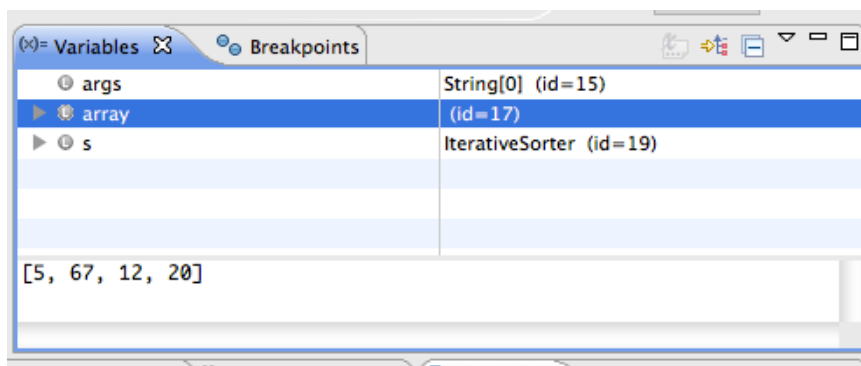 (x)= Variables Breakpoints
args String[0] (id=15)
array (id=17)
s IterativeSorter (id=19)
[5, 67, 12, 20]